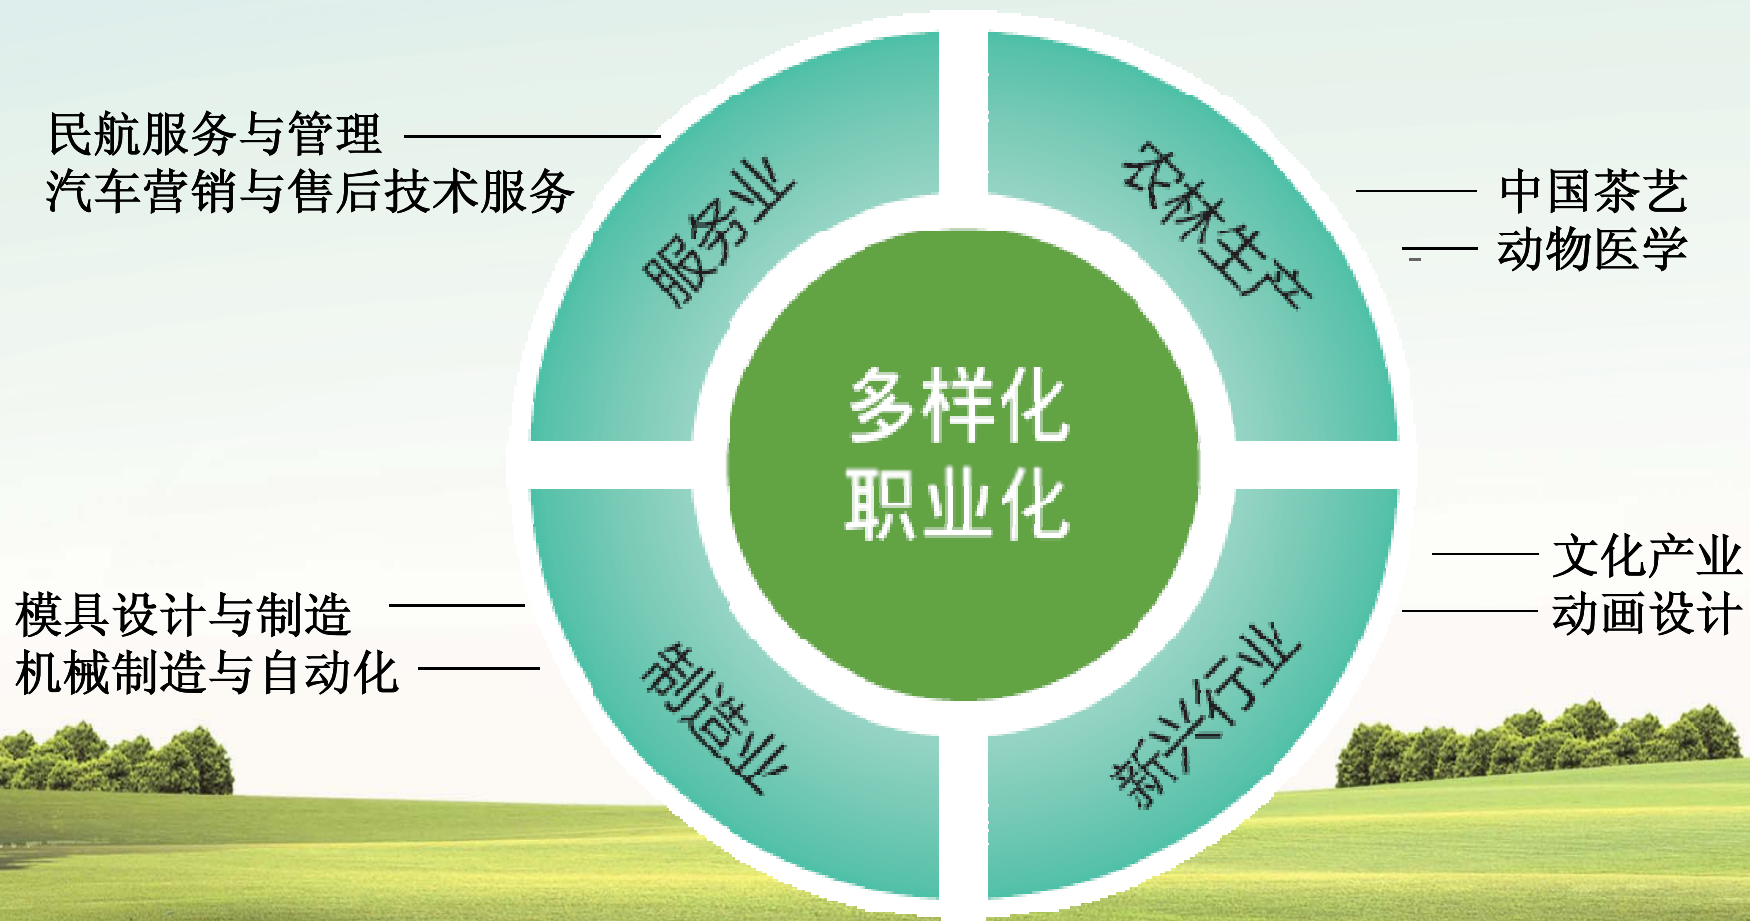 民航服务与管理
汽车营销与售后技术服务
服务业
农林生产
中国茶艺
动物医学
多样化
职业化
模具设计与制造
机械制造与自动化
制造业
新兴行业
文化产业
动画设计